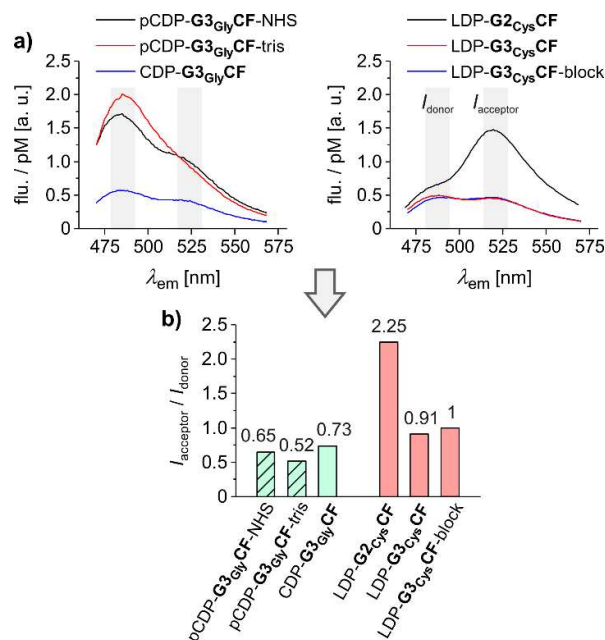 a)
pCDP-G3GlyCF-NHS
pCDP-G3GlyCF-tris
CDP-G3GlyCF
LDP-G2CysCF
LDP-G3CysCF
LDP-G3CysCF-block
flu. / pM [a. u.]
2.5
2.0
1.5
1.0
0.5
0
475 500 525 550 575
λem [nm]
flu. / pM [a. u.]
2.5
2.0
1.5
1.0
0.5
0
Idonor Iacceptor
475 500 525 550 575
λem [nm]
b)
Iacceptor / Idonor
2.5
2.0
1.5
1.0
0.5
0.0
0.65
0.52
0.73
2.25
0.91
1
pCDP-G3GlyCF-NHS
pCDP-G3GlyCF-tris
CDP-G3GlyCF
LDP-G2CysCF
LDP-G3CysCF
LDP-G3CysCF-block